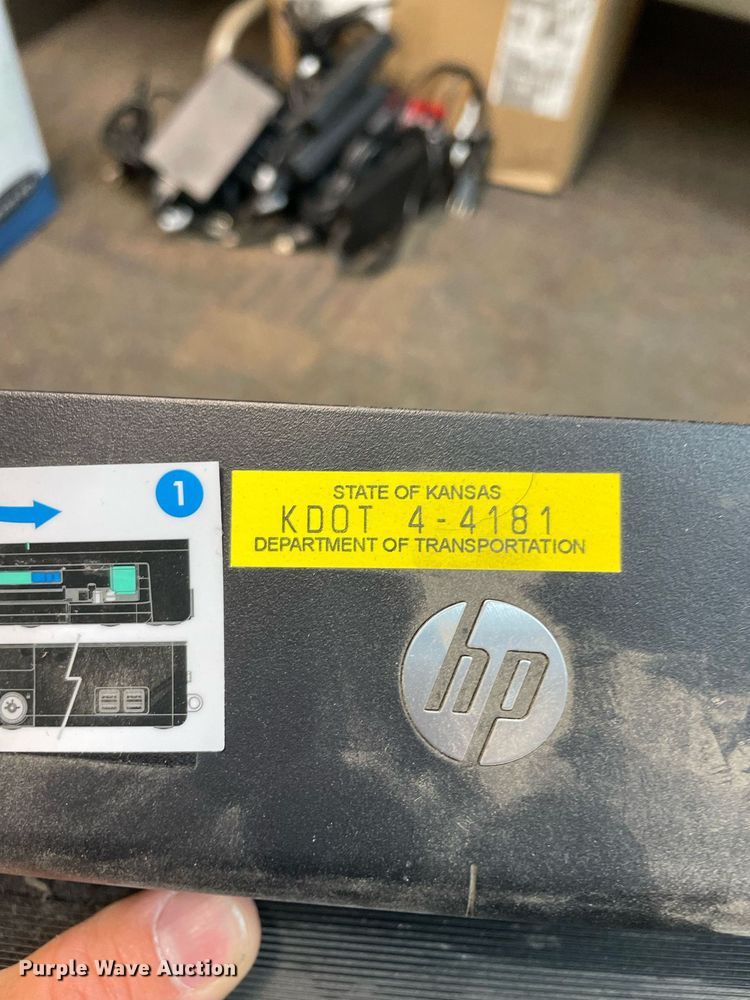 1
STATE OF KANSAS
KDOT 4-4181
DEPARTMENT OF TRANSPORTATION
hp
Purple Wave Auction